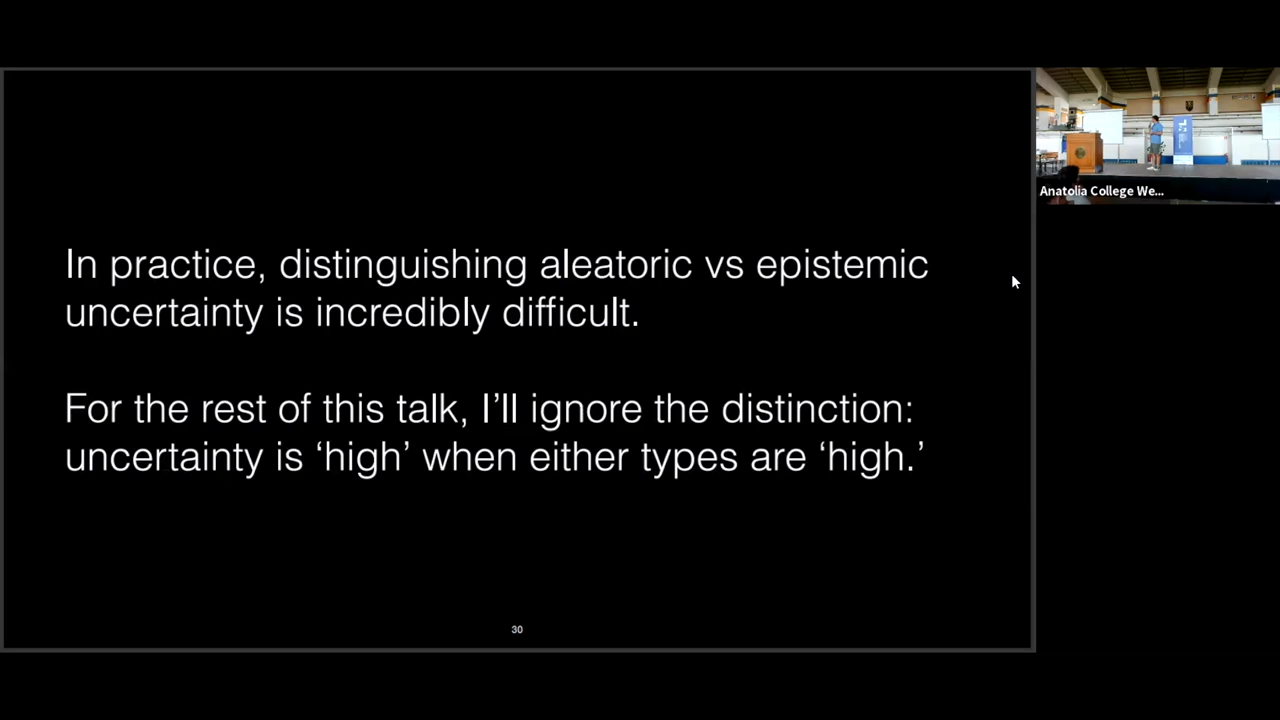 In practice, distinguishing aleatoric vs epistemic
uncertainty is incredibly difficult.
For the rest of this talk, I’ll ignore the distinction:
uncertainty is ‘high’ when either types are ‘high.’
30
Anatolia College We...